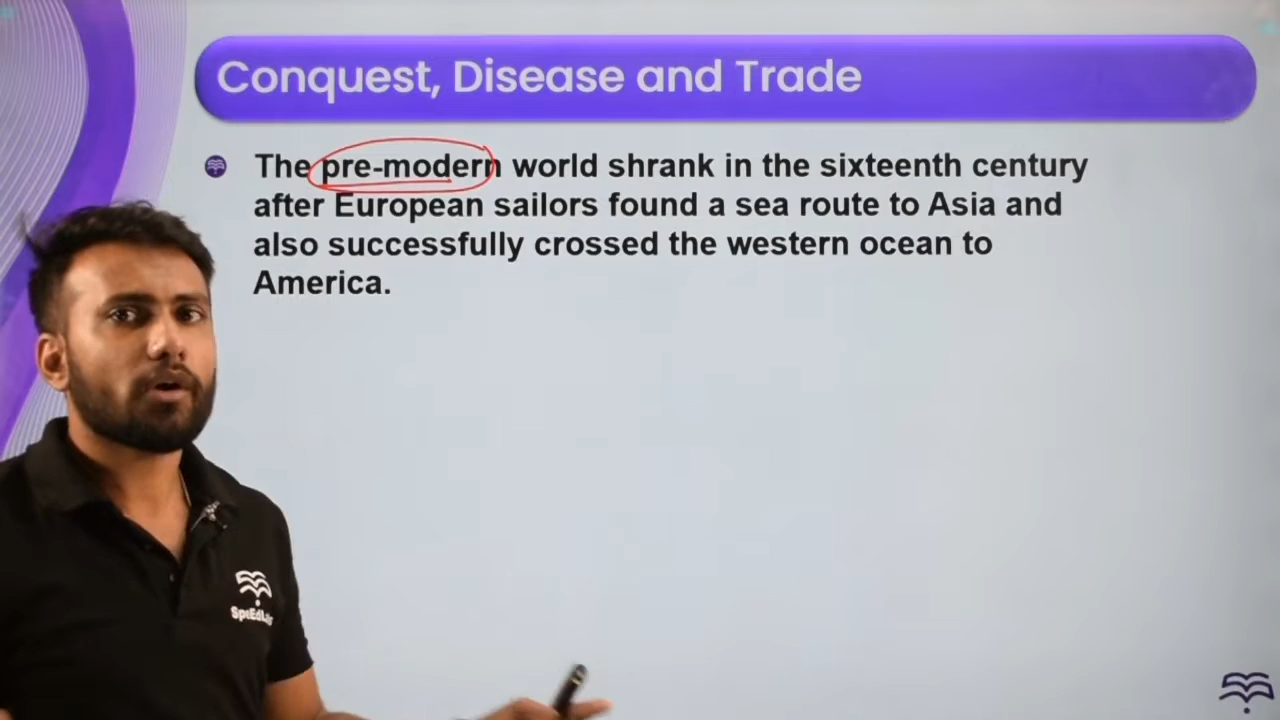 Conquest, Disease and Trade
The pre-modern world shrank in the sixteenth century
after European sailors found a sea route to Asia and
also successfully crossed the western ocean to
America.